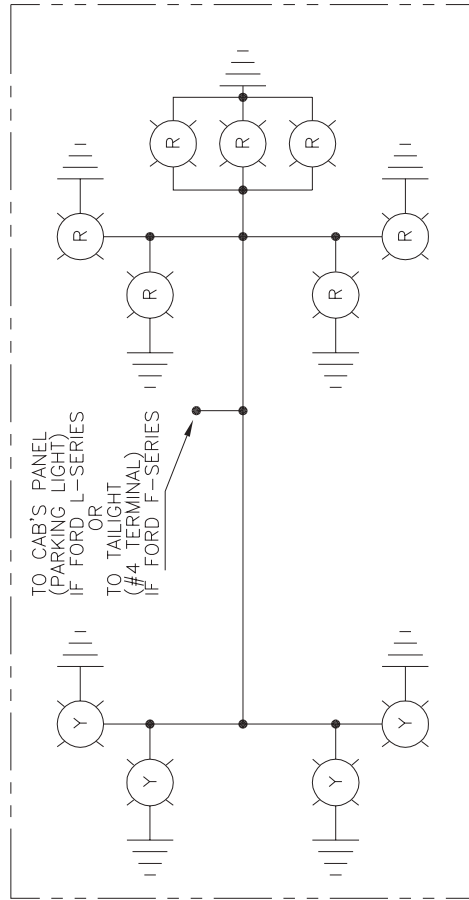 TO CAB'S PANEL
(PARKING LIGHT)
IF FORD L-SERIES
OR
TO TAILIGHT
(#4 TERMINAL)
IF FORD F-SERIES
R
R
R
R
R
R
R
Y
Y
Y
Y